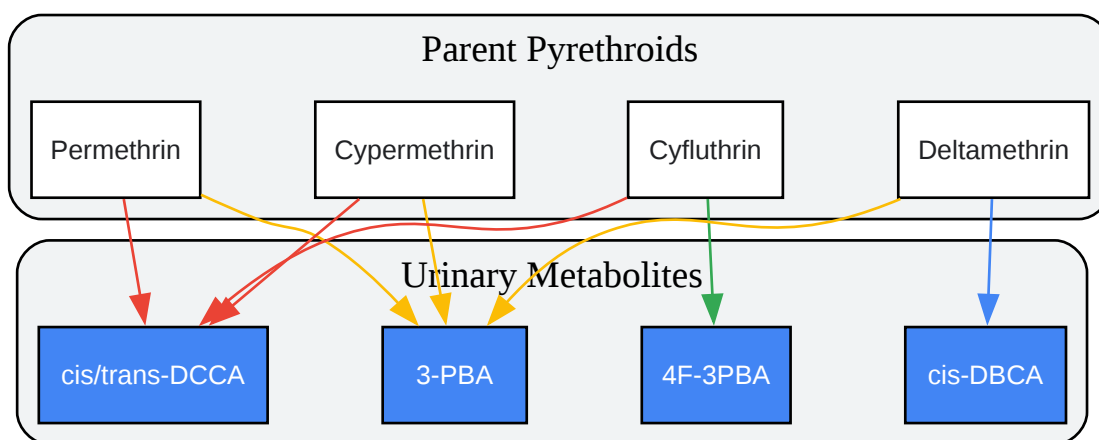 Parent Pyrethroids
Permethrin
Cypermethrin
Cyfluthrin
Deltamethrin
Urinary Metabolites
cis/trans-DCCA
3-PBA
4F-3PBA
cis-DBCA